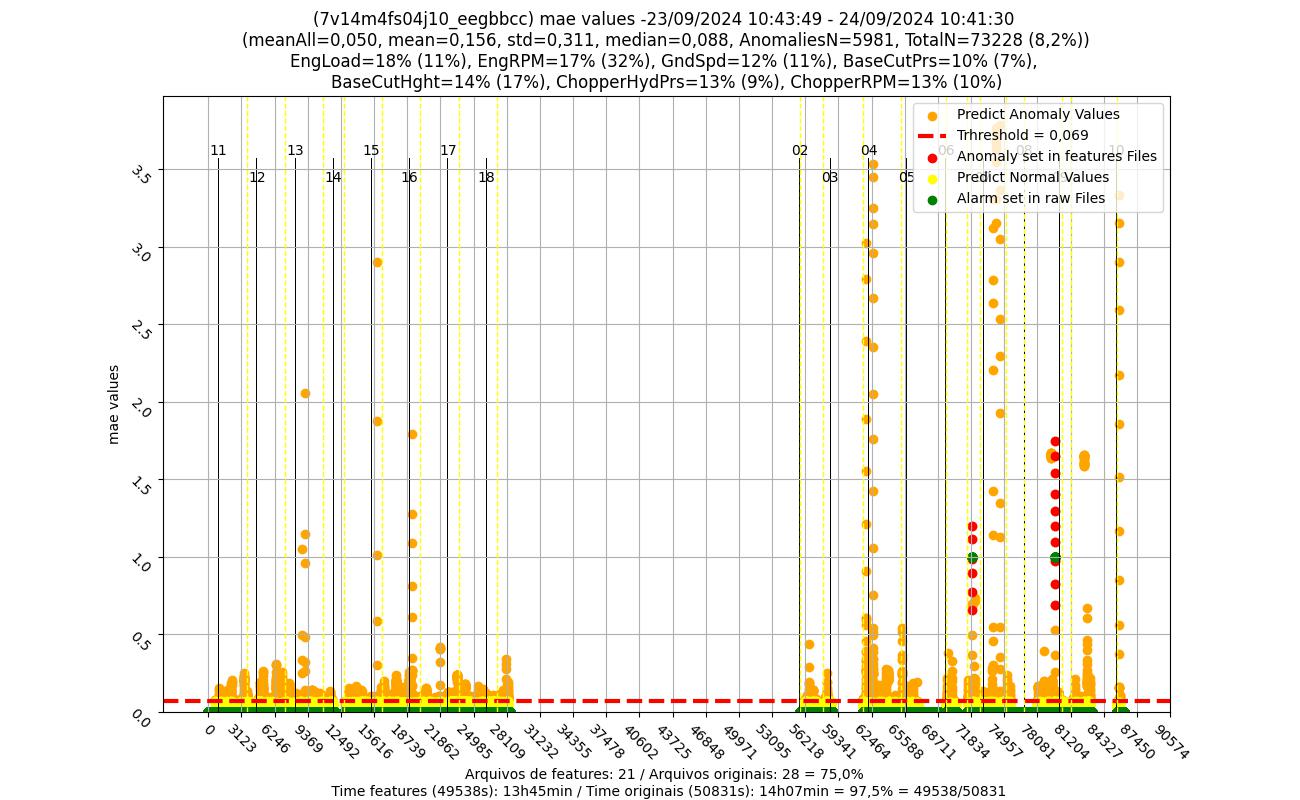 (7v14m4fs04j10_eegbbcc) mae values -23/09/2024 10:43:49 - 24/09/2024 10:41:30
(meanAll=0,050, mean=0,156, std=0,311, median=0,088, AnomaliesN=5981, TotalN=73228 (8,2%))
EngLoad=18% (11%), EngRPM=17% (32%), GndSpd=12% (11%), BaseCutPrs=10% (7%),
BaseCutHght=14% (17%), ChopperHydPrs=13% (9%), ChopperRPM=13% (10%)
Predict Anomaly Values
Trhreshold = 0,069
Anomaly set in features Files
Predict Normal Values
Alarm set in raw Files
11 13 15 17 02 04 06 08 10
12 14 16 18 03 05
mae values
3.5
3.0
2.5
2.0
1.5
1.0
0.5
0.0
0 3123 6246 9369 12492 15616 18739 21862 24985 28109 31232 34355 37478 40602 43725 46848 49971 53095 56218 59341 62464 65588 68711 71834 74957 78081 81204 84327 87450 90574
Arquivos de features: 21 / Arquivos originais: 28 = 75,0%
Time features (49538s): 13h45min / Time originais (50831s): 14h07min = 97,5% = 49538/50831